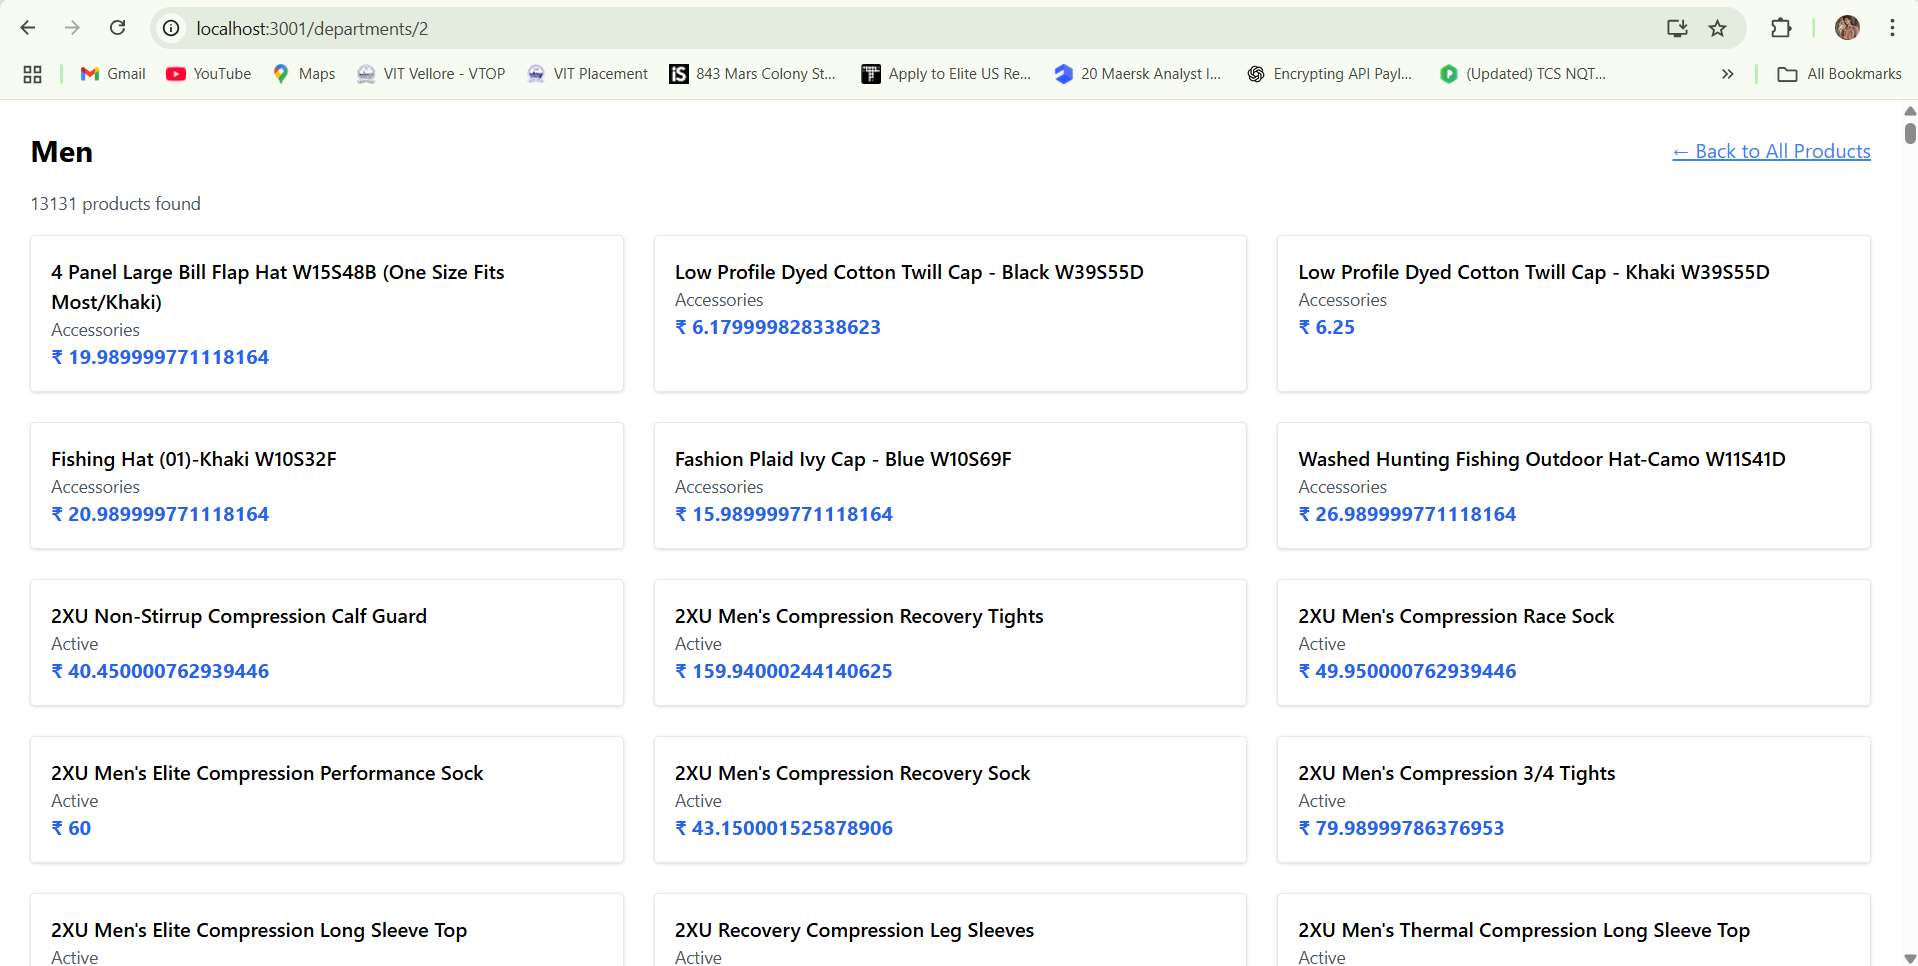 localhost:3001/departments/2
Gmail
YouTube
Maps
VIT Vellore - VTOP
VIT Placement
iS
843 Mars Colony St...
Apply to Elite US Re...
20 Maersk Analyst I...
Encrypting API Payl...
(Updated) TCS NQT...
»
All Bookmarks
Men
← Back to All Products
13131 products found
4 Panel Large Bill Flap Hat W15S48B (One Size Fits
Most/Khaki)
Accessories
₹ 19.989999771118164
Low Profile Dyed Cotton Twill Cap - Black W39S55D
Accessories
₹ 6.179999828338623
Low Profile Dyed Cotton Twill Cap - Khaki W39S55D
Accessories
₹ 6.25
Fishing Hat (01)-Khaki W10S32F
Accessories
₹ 20.989999771118164
Fashion Plaid Ivy Cap - Blue W10S69F
Accessories
₹ 15.989999771118164
Washed Hunting Fishing Outdoor Hat-Camo W11S41D
Accessories
₹ 26.989999771118164
2XU Non-Stirrup Compression Calf Guard
Active
₹ 40.450000762939446
2XU Men's Compression Recovery Tights
Active
₹ 159.94000244140625
2XU Men's Compression Race Sock
Active
₹ 49.950000762939446
2XU Men's Elite Compression Performance Sock
Active
₹ 60
2XU Men's Compression Recovery Sock
Active
₹ 43.150001525878906
2XU Men's Compression 3/4 Tights
Active
₹ 79.98999786376953
2XU Men's Elite Compression Long Sleeve Top
Active
2XU Recovery Compression Leg Sleeves
Active
2XU Men's Thermal Compression Long Sleeve Top
Active